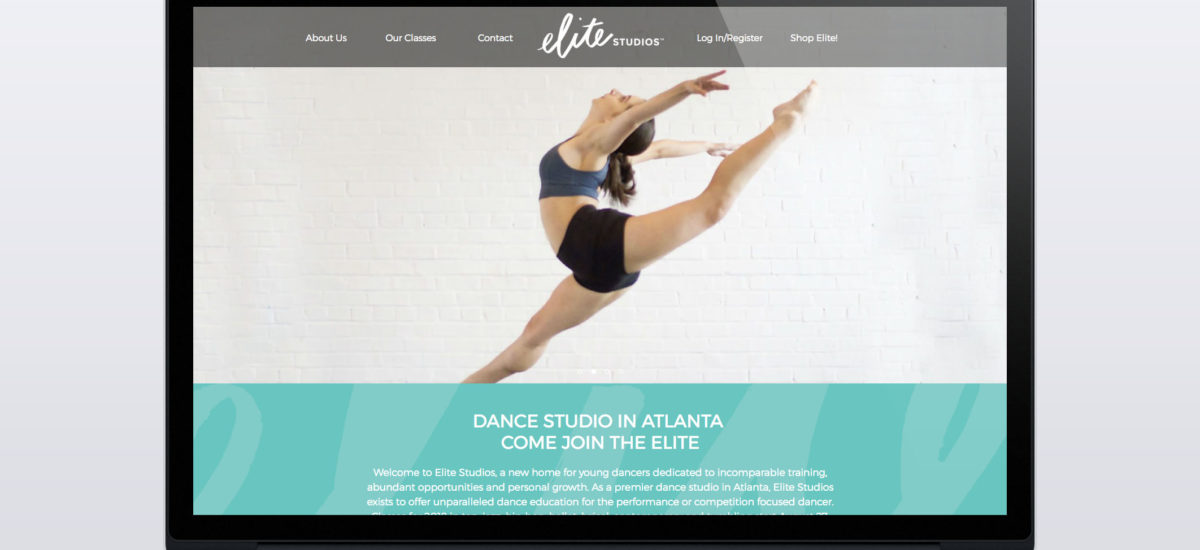 About Us
Our Classes
Contact
elite STUDIOS™
Log In/Register
Shop Elite!
DANCE STUDIO IN ATLANTA
COME JOIN THE ELITE
Welcome to Elite Studios, a new home for young dancers dedicated to incomparable training,
abundant opportunities and personal growth. As a premier dance studio in Atlanta, Elite Studios
exists to offer unparalleled dance education for the performance or competition focused dancer.